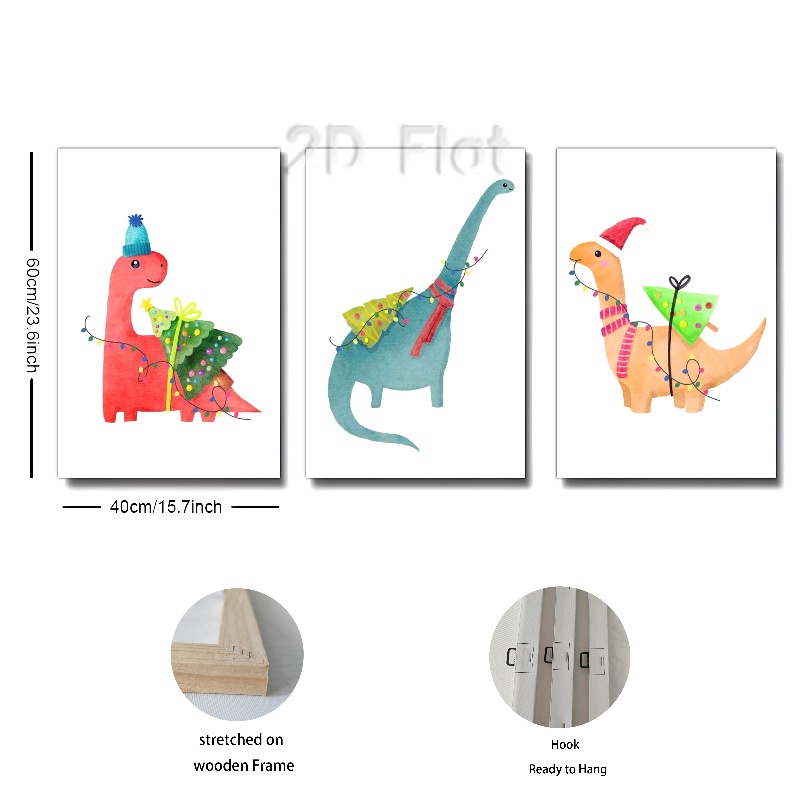 2D Flat
60cm/23.6inch
40cm/15.7inch
stretched on
wooden Frame
Hook
Ready to Hang